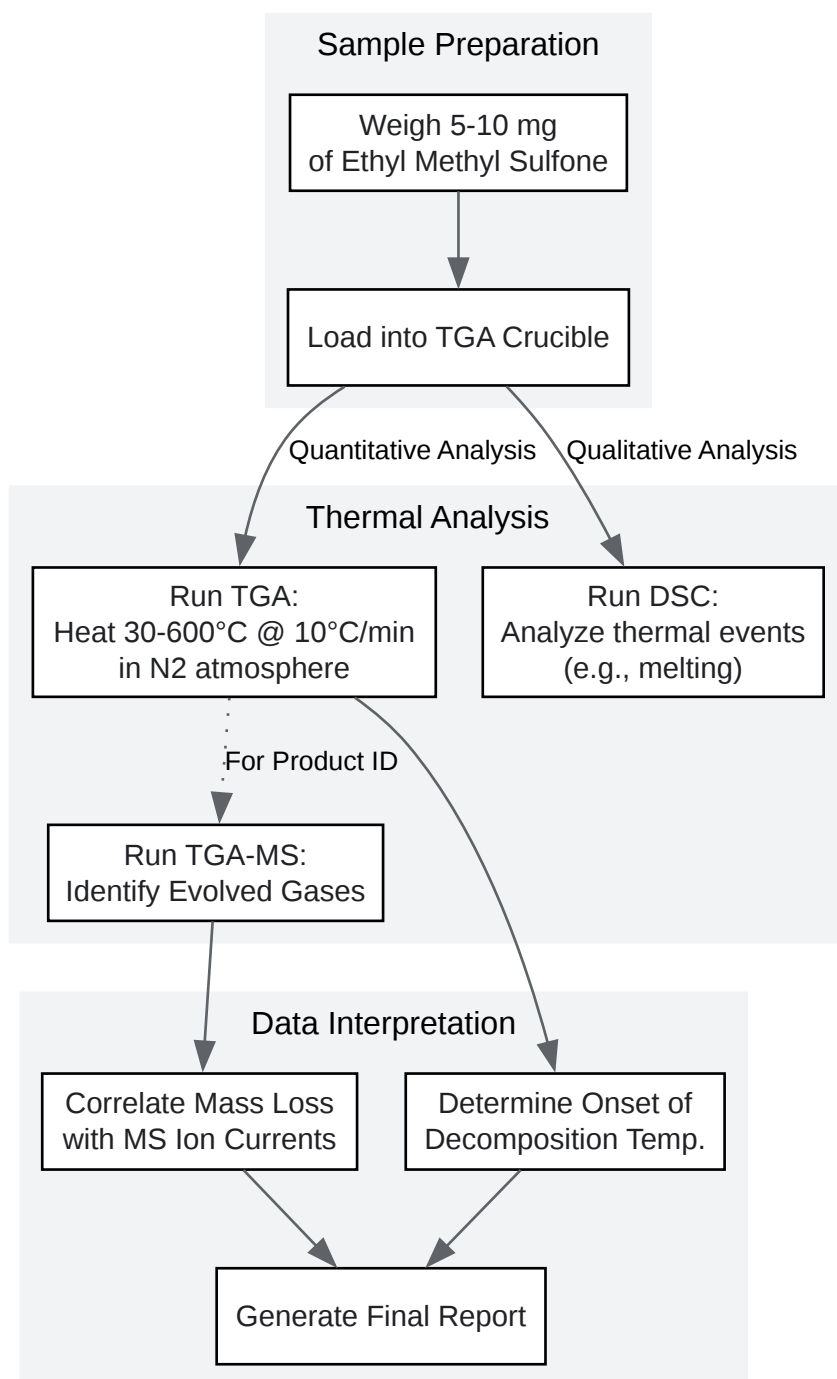 Sample Preparation
Weigh 5-10 mg
of Ethyl Methyl Sulfone
Load into TGA Crucible
Quantitative Analysis
Qualitative Analysis
Thermal Analysis
Run TGA:
Heat 30-600°C @ 10°C/min
in N2 atmosphere
Run DSC:
Analyze thermal events
(e.g., melting)
For Product ID
Run TGA-MS:
Identify Evolved Gases
Data Interpretation
Correlate Mass Loss
with MS Ion Currents
Determine Onset of
Decomposition Temp.
Generate Final Report